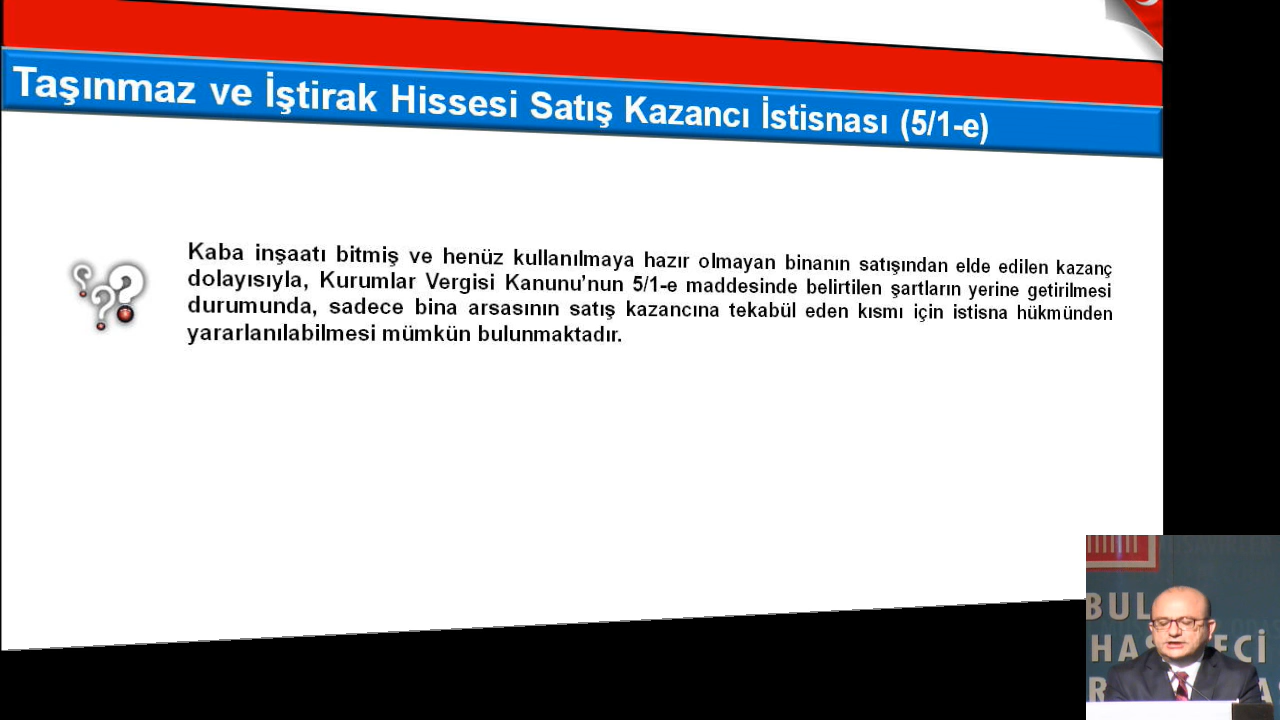 Taşınmaz ve İştirak Hissesi Satış Kazancı İstisnası (5/1-e)
Kaba inşaatı bitmiş ve henüz kullanılmaya hazır olmayan binanın satışından elde edilen kazanç
dolayısıyla, Kurumlar Vergisi Kanunu’nun 5/1-e maddesinde belirtilen şartların yerine getirilmesi
durumunda, sadece bina arsasının satış kazancına tekabül eden kısmı için istisna hükmünden
yararlanılabilmesi mümkün bulunmaktadır.
BUL